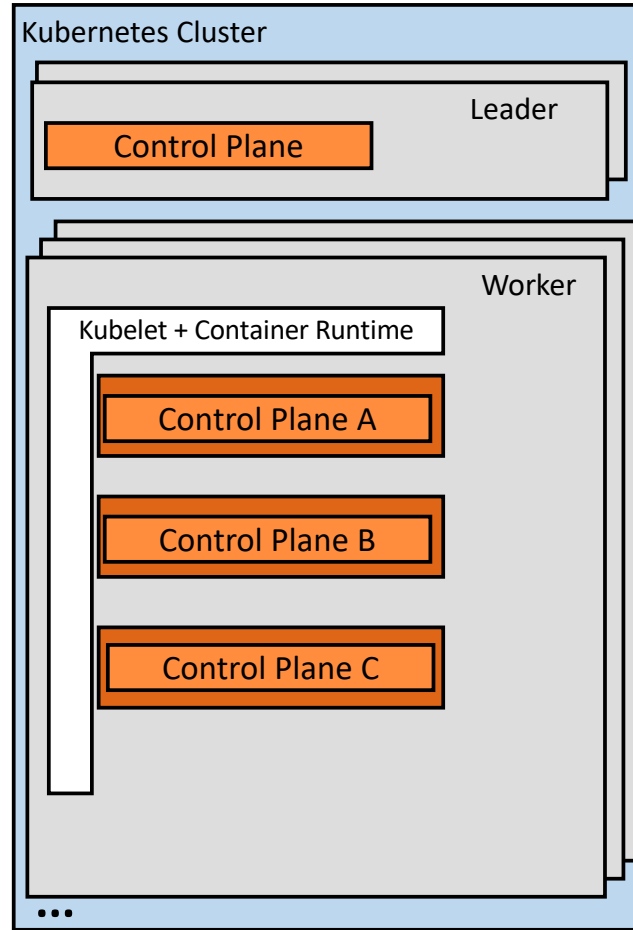 Kubernetes Cluster
Leader
Control Plane
Worker
Kubelet + Container Runtime
Control Plane A
Control Plane B
Control Plane C
...